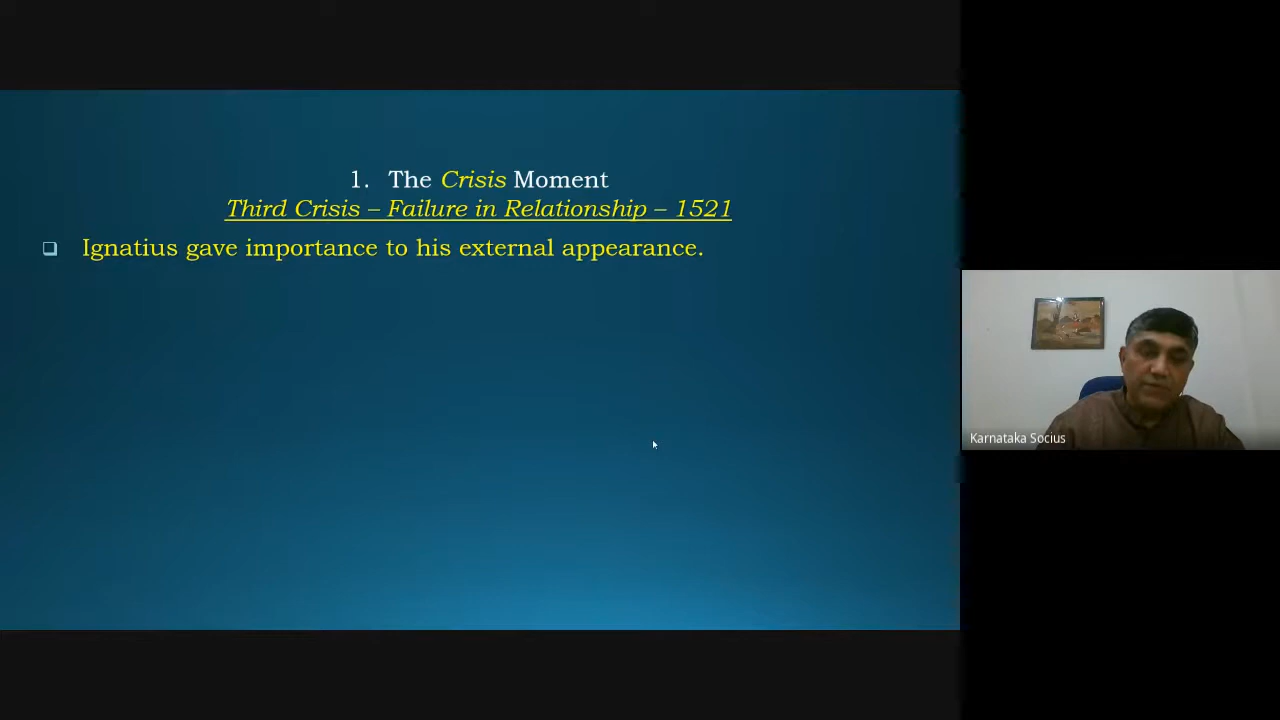 1. The Crisis Moment
Third Crisis – Failure in Relationship – 1521
❑ Ignatius gave importance to his external appearance.
Karnataka Socius